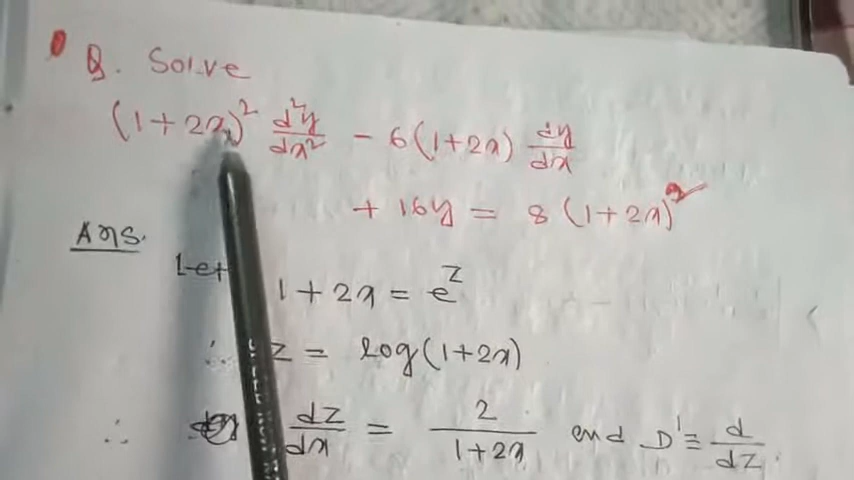 Q. Solve
(1+2x)² d²y/dx² - 6(1+2x) dy/dx
+ 16y = 8(1+2x)²
Ans.
Let 1+2x = e^z
∴ z = log(1+2x)
∴ dz/dx = 2/(1+2x) and D' ≡ d/dz